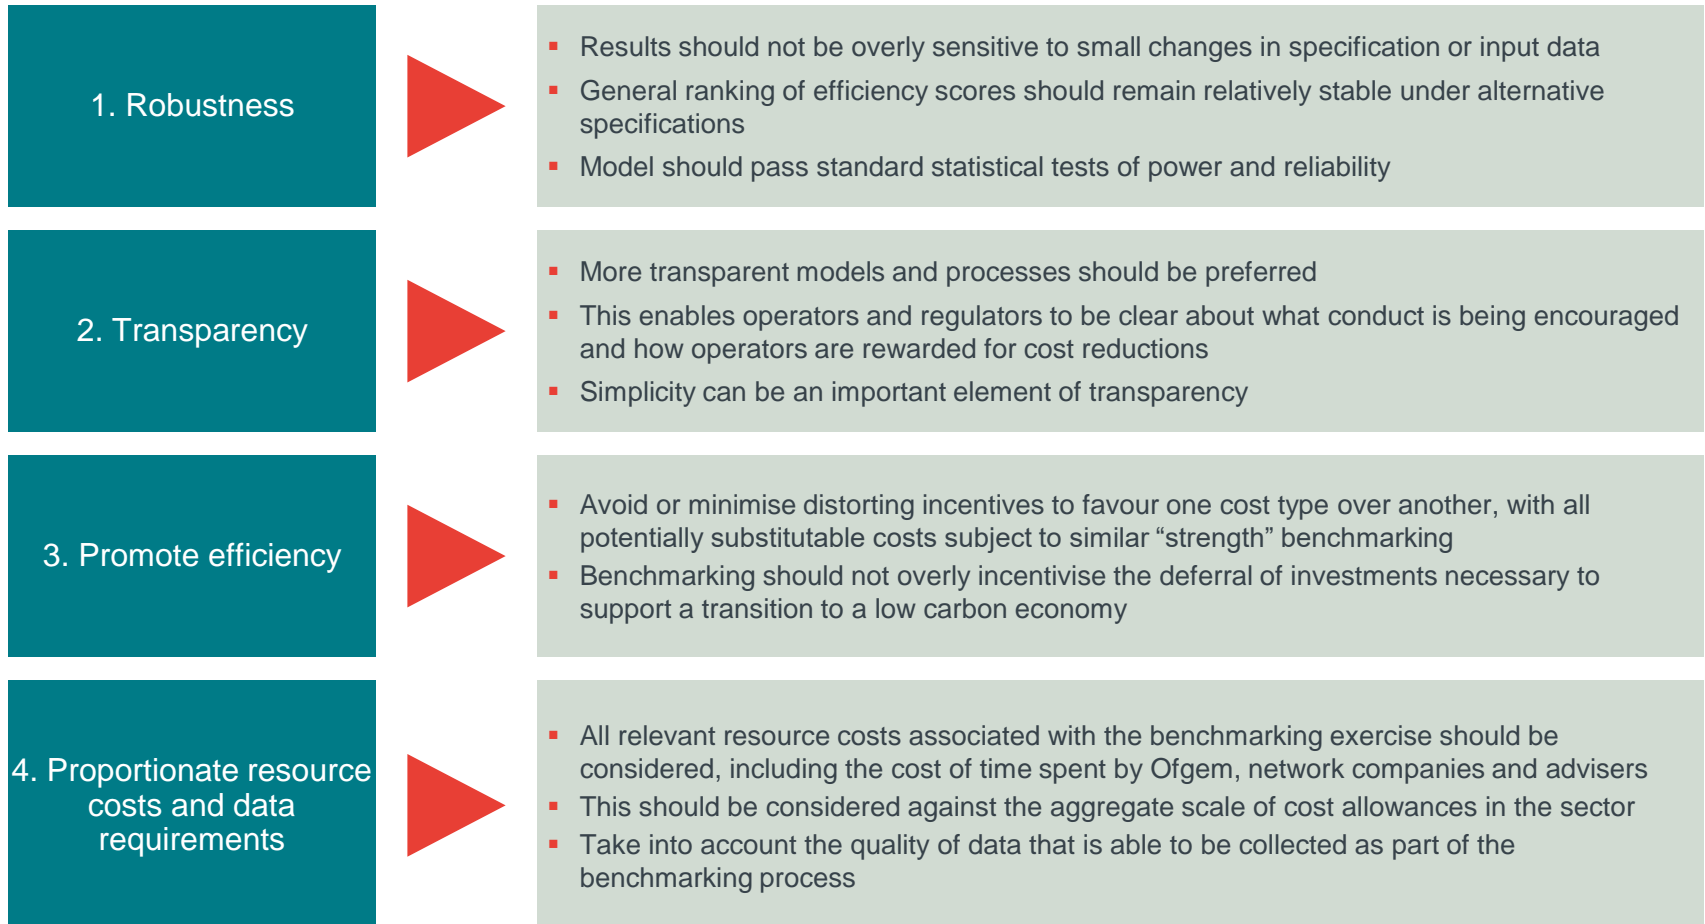 1. Robustness
▪ Results should not be overly sensitive to small changes in specification or input data
▪ General ranking of efficiency scores should remain relatively stable under alternative
specifications
▪ Model should pass standard statistical tests of power and reliability
2. Transparency
▪ More transparent models and processes should be preferred
▪ This enables operators and regulators to be clear about what conduct is being encouraged
and how operators are rewarded for cost reductions
▪ Simplicity can be an important element of transparency
3. Promote efficiency
▪ Avoid or minimise distorting incentives to favour one cost type over another, with all
potentially substitutable costs subject to similar “strength” benchmarking
▪ Benchmarking should not overly incentivise the deferral of investments necessary to
support a transition to a low carbon economy
4. Proportionate resource
costs and data
requirements
▪ All relevant resource costs associated with the benchmarking exercise should be
considered, including the cost of time spent by Ofgem, network companies and advisers
▪ This should be considered against the aggregate scale of cost allowances in the sector
▪ Take into account the quality of data that is able to be collected as part of the
benchmarking process